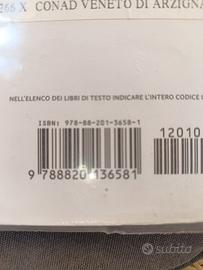 266 X CONAD VENETO DI ARZIGNA
NELL'ELENCO DEI LIBRI DI TESTO INDICARE L'INTERO CODICE I
ISBN: 978-88-201-3658-1
12010
9 788820 136581
subito